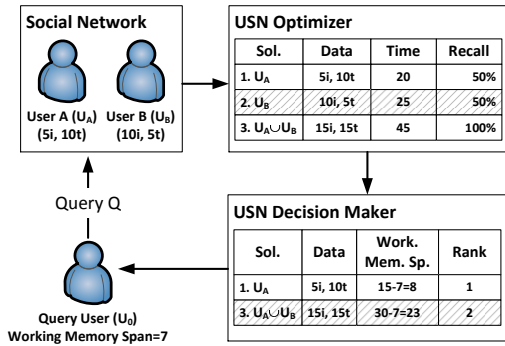 Social Network
User A (UA)
(5i, 10t)
User B (UB)
(10i, 5t)
USN Optimizer
Sol. Data Time Recall
1. UA 5i, 10t 20 50%
2. UB 10i, 5t 25 50%
3. UA∪UB 15i, 15t 45 100%
Query Q
USN Decision Maker
Sol. Data Work. Mem. Sp. Rank
1. UA 5i, 10t 15-7=8 1
3. UA∪UB 15i, 15t 30-7=23 2
Query User (U0)
Working Memory Span=7